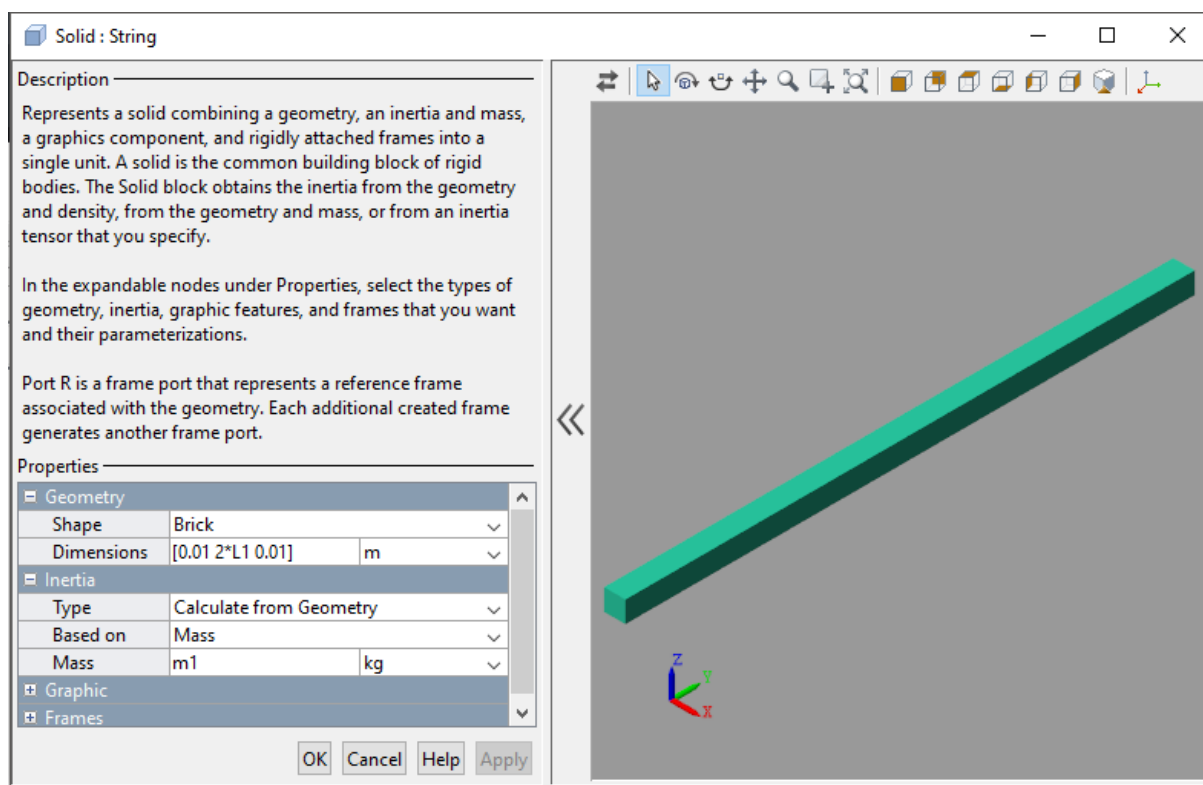 Solid : String
Description
Represents a solid combining a geometry, an inertia and mass,
a graphics component, and rigidly attached frames into a
single unit. A solid is the common building block of rigid
bodies. The Solid block obtains the inertia from the geometry
and density, from the geometry and mass, or from an inertia
tensor that you specify.
In the expandable nodes under Properties, select the types of
geometry, inertia, graphic features, and frames that you want
and their parameterizations.
Port R is a frame port that represents a reference frame
associated with the geometry. Each additional created frame
generates another frame port.
Properties
Geometry
Shape Brick
Dimensions [0.01 2*L1 0.01] m
Inertia
Type Calculate from Geometry
Based on Mass
Mass m1 kg
Graphic
Frames
OK Cancel Help Apply
Z
Y
X